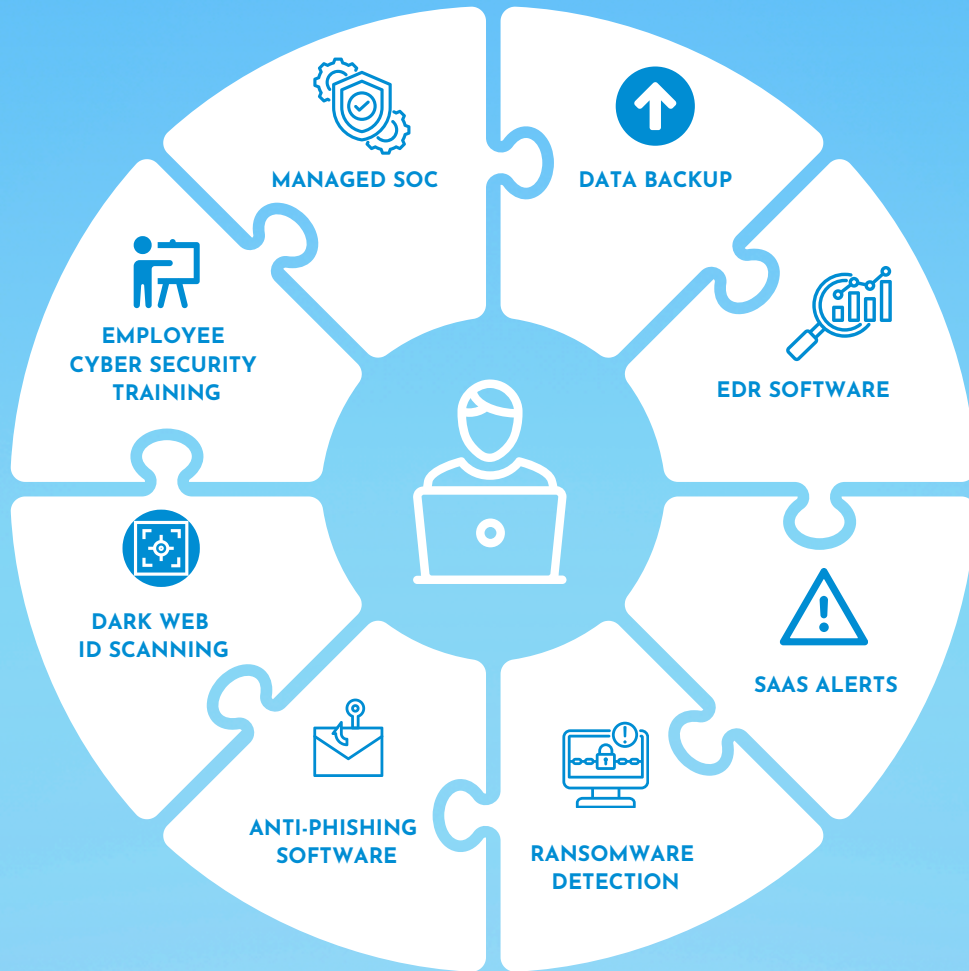 MANAGED SOC
DATA BACKUP
EDR SOFTWARE
SAAS ALERTS
RANSOMWARE
DETECTION
ANTI-PHISHING
SOFTWARE
DARK WEB
ID SCANNING
EMPLOYEE
CYBER SECURITY
TRAINING